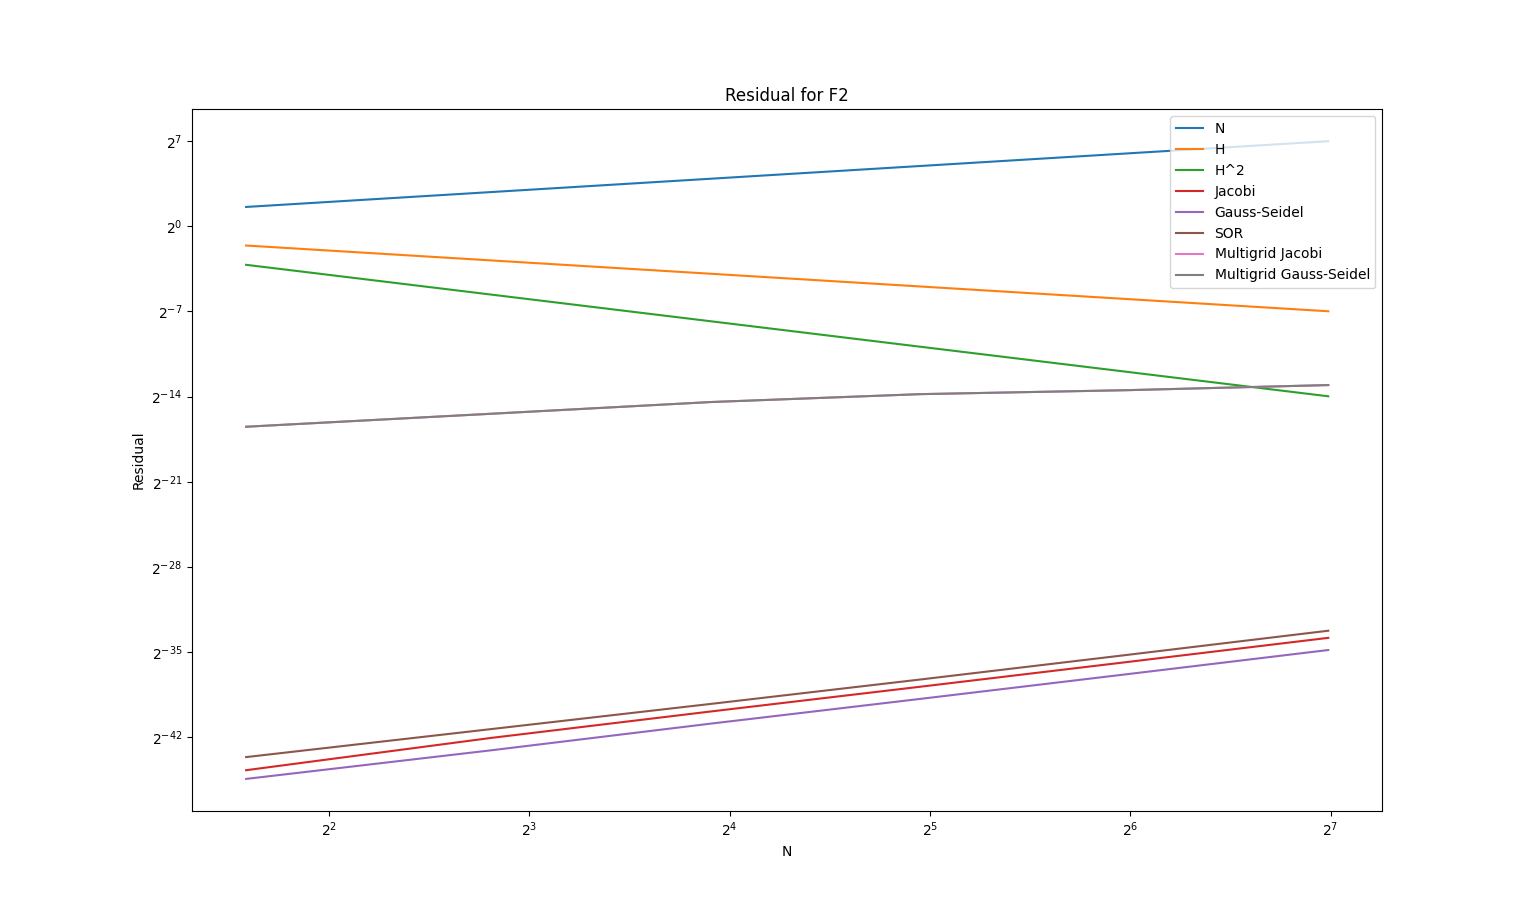 Residual for F2
N
H
H^2
Jacobi
Gauss-Seidel
SOR
Multigrid Jacobi
Multigrid Gauss-Seidel
2^7
2^0
2^−7
2^−14
2^−21
2^−28
2^−35
2^−42
Residual
2^2 2^3 2^4 2^5 2^6 2^7
N